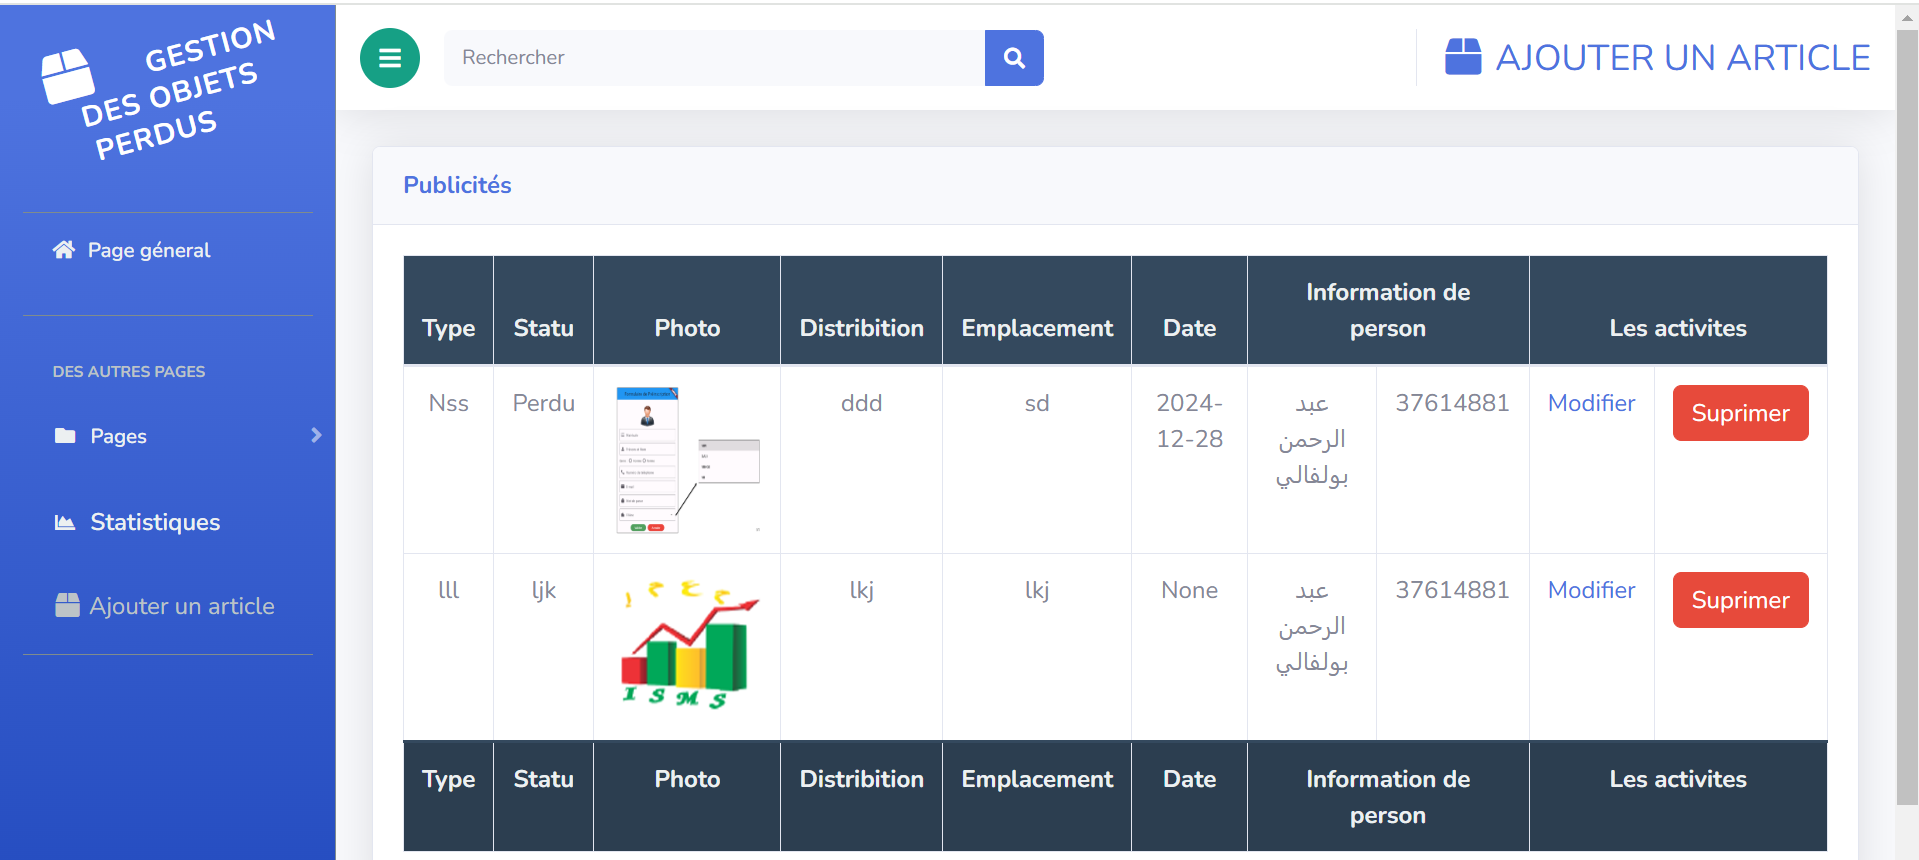 GESTION
DES OBJETS
PERDUS
Rechercher
AJOUTER UN ARTICLE
Page géneral
DES AUTRES PAGES
Pages
Statistiques
Ajouter un article
Publicités
Type Statu Photo Distribition Emplacement Date Information de person Les activites
Nss Perdu ddd sd 2024-12-28 عبد الرحمن بولفالي 37614881 Modifier Suprimer
lll ljk lkj lkj None عبد الرحمن بولفالي 37614881 Modifier Suprimer
I S M S
Type Statu Photo Distribition Emplacement Date Information de person Les activites